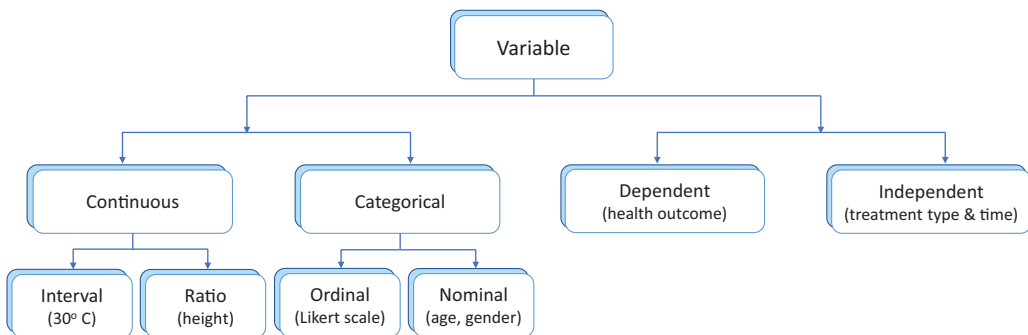 Variable
Continuous
Categorical
Dependent
(health outcome)
Independent
(treatment type & time)
Interval
(30º C)
Ratio
(height)
Ordinal
(Likert scale)
Nominal
(age, gender)